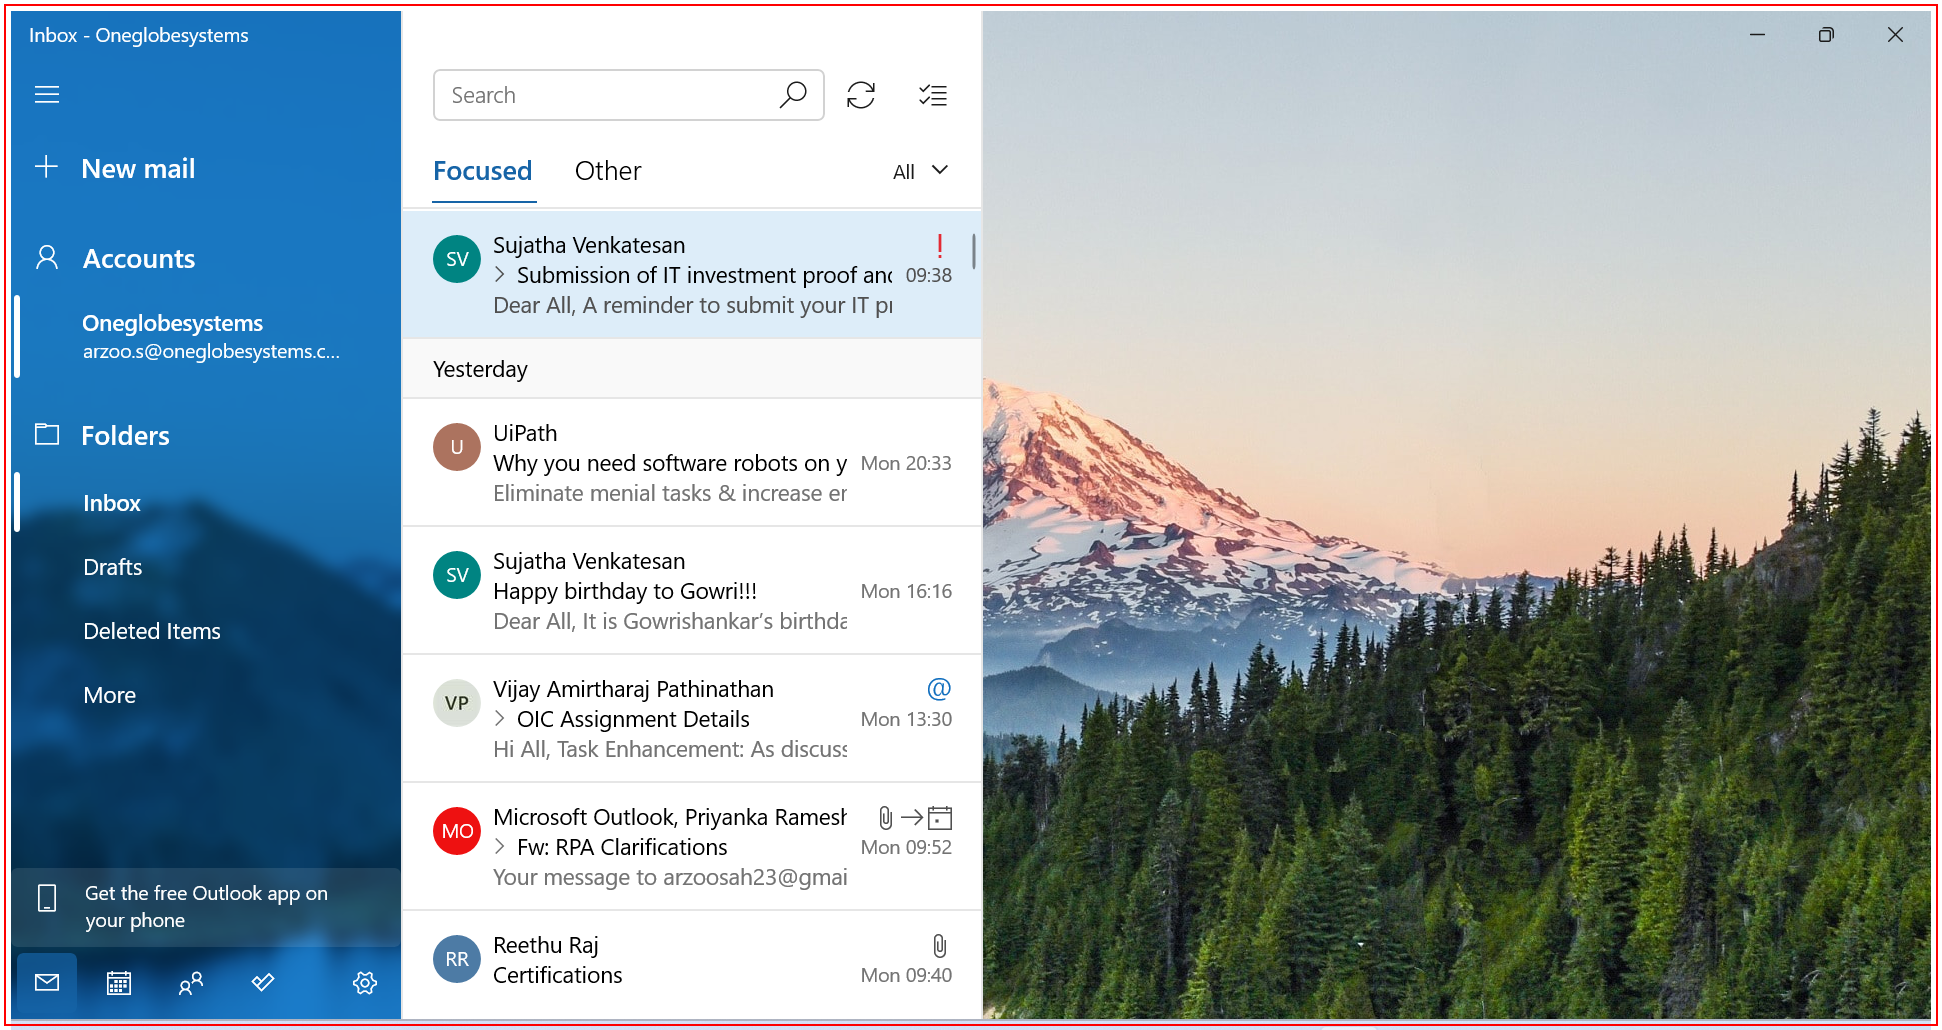 Inbox - Oneglobesystems
New mail
Accounts
Oneglobesystems
arzoo.s@oneglobesystems.c...
Folders
Inbox
Drafts
Deleted Items
More
Get the free Outlook app on
your phone
Search
Focused Other All
SV Sujatha Venkatesan !
> Submission of IT investment proof and 09:38
Dear All, A reminder to submit your IT pr
Yesterday
U UiPath
Why you need software robots on y Mon 20:33
Eliminate menial tasks & increase er
SV Sujatha Venkatesan
Happy birthday to Gowri!!! Mon 16:16
Dear All, It is Gowrishankar's birthda
VP Vijay Amirtharaj Pathinathan @
> OIC Assignment Details Mon 13:30
Hi All, Task Enhancement: As discuss
MO Microsoft Outlook, Priyanka Ramesh
> Fw: RPA Clarifications Mon 09:52
Your message to arzoosah23@gmai
RR Reethu Raj
Certifications Mon 09:40